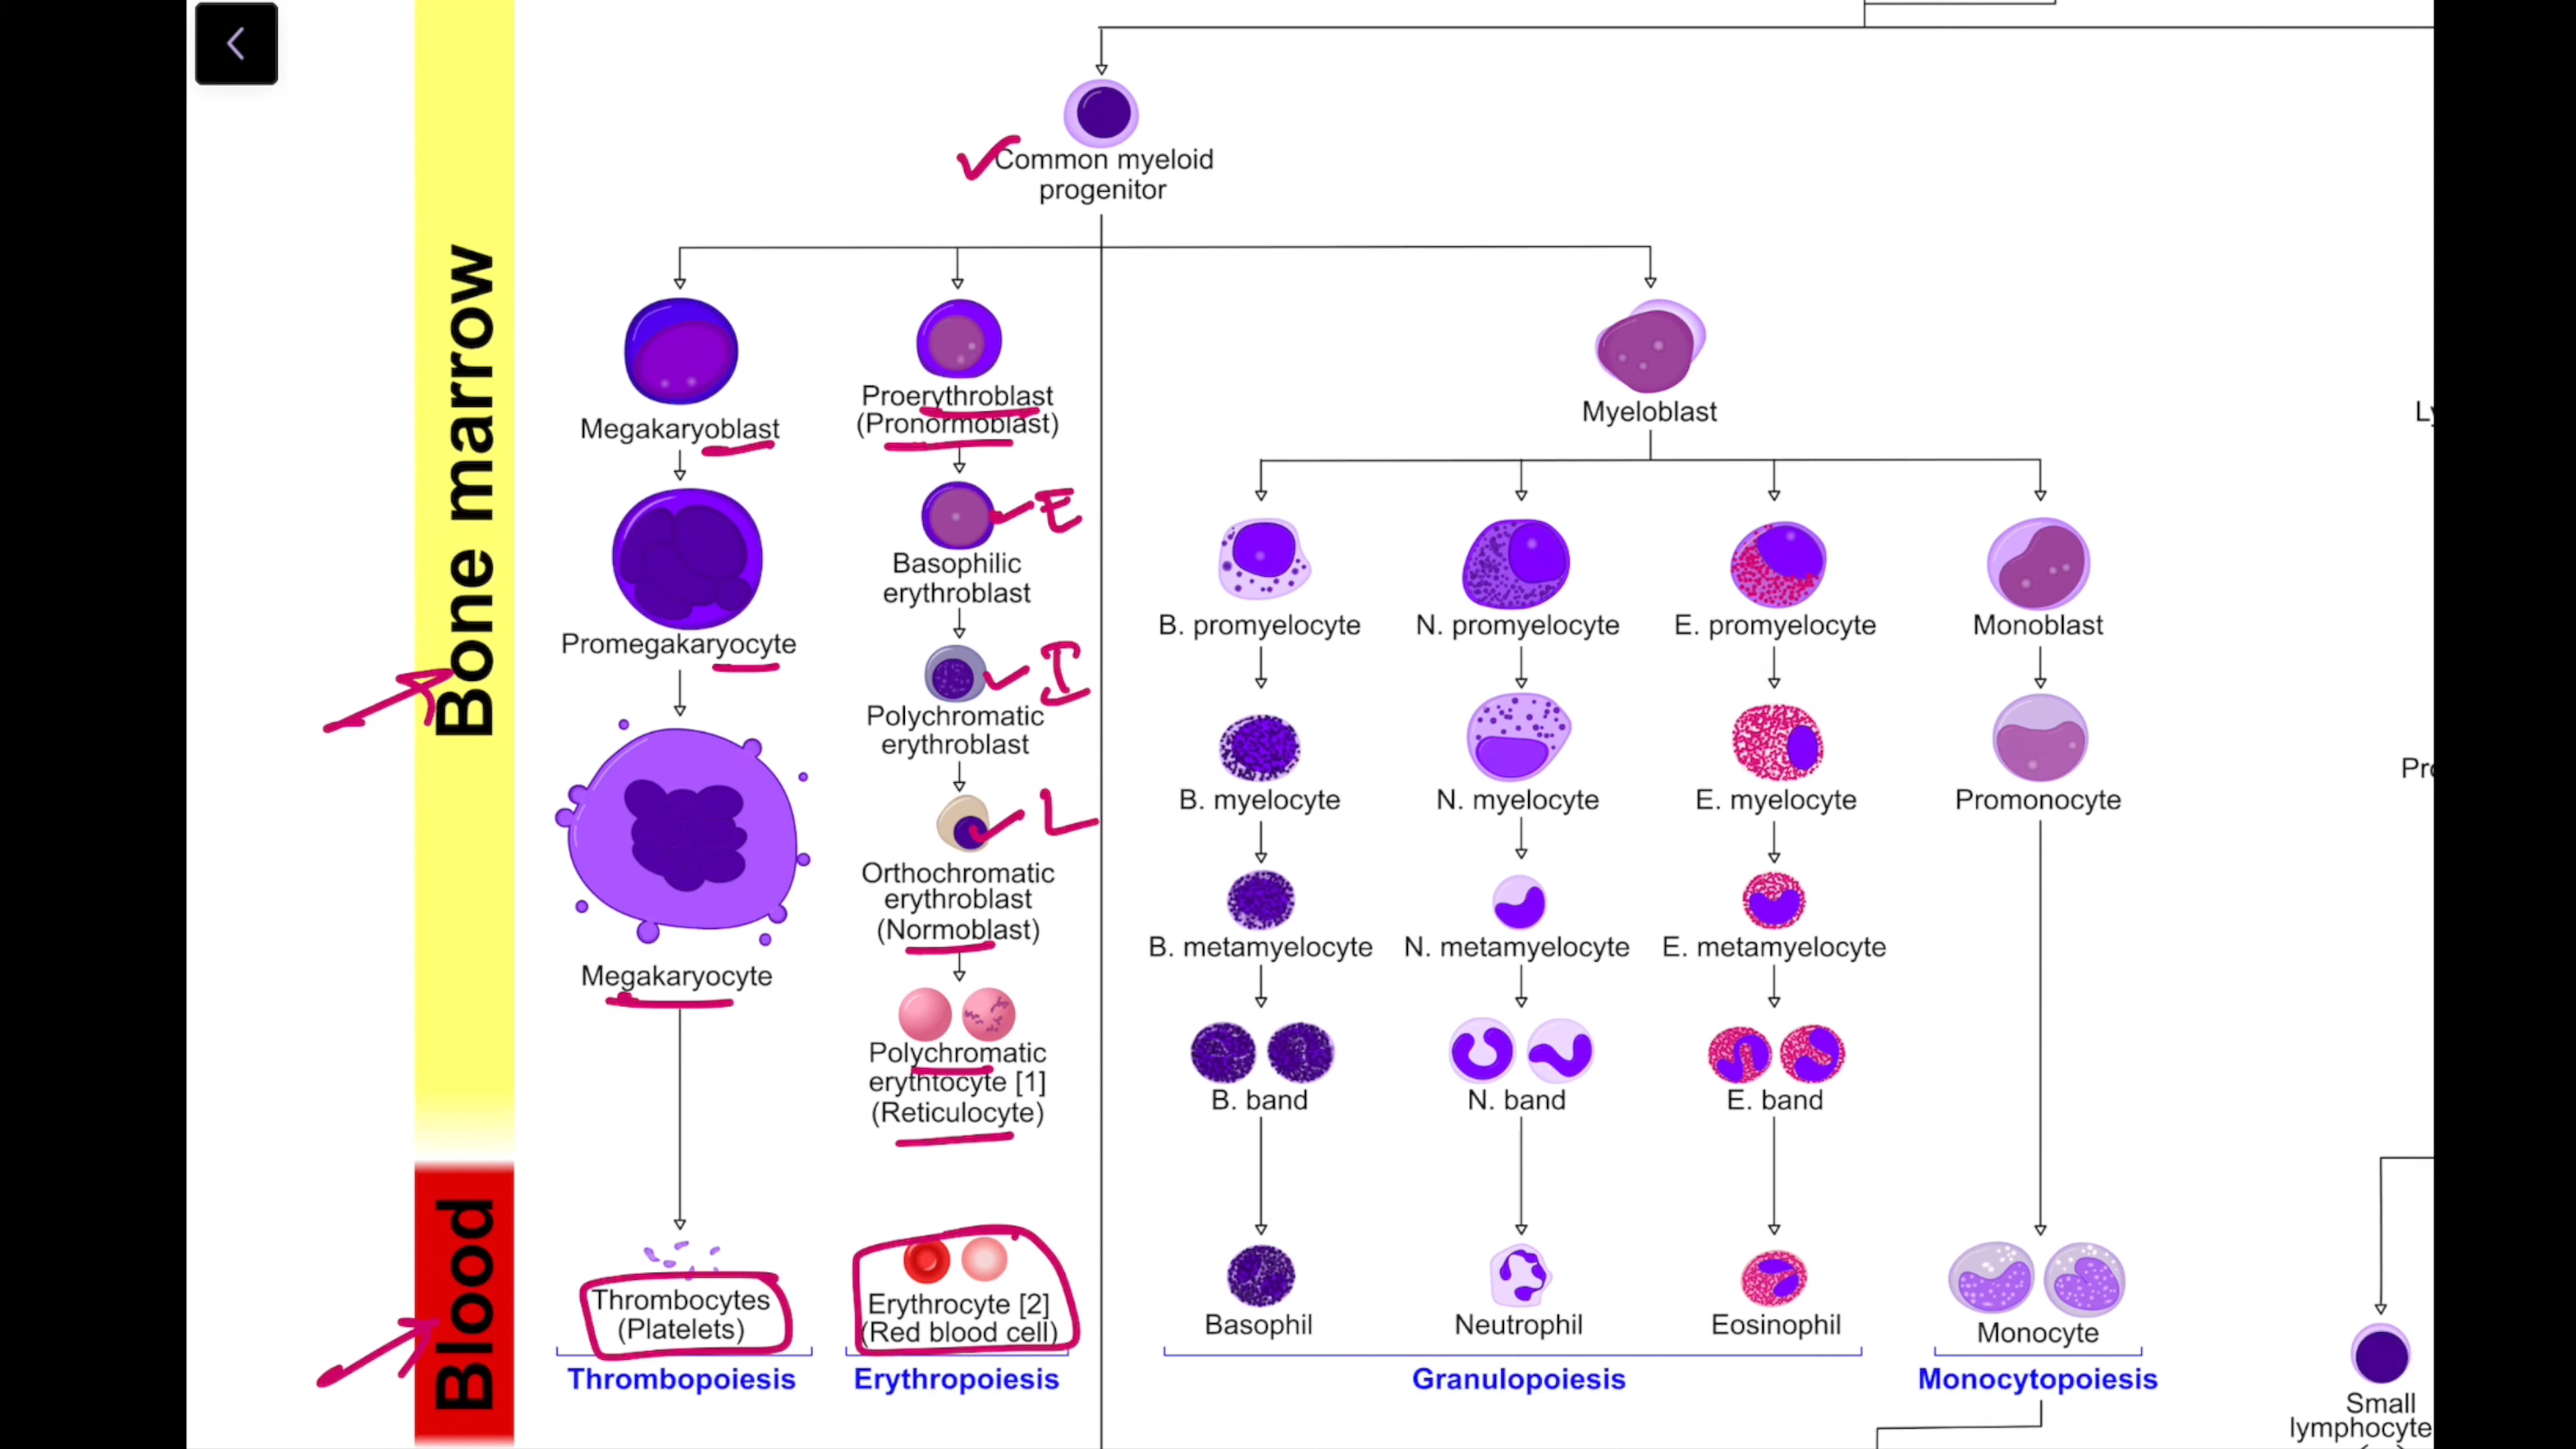 Bone marrow
Blood
Common myeloid
progenitor
Megakaryoblast
Promegakaryocyte
Megakaryocyte
Thrombocytes
(Platelets)
Thrombopoiesis
Proerythroblast
(Pronormoblast)
E
Basophilic
erythroblast
I
Polychromatic
erythroblast
L
Orthochromatic
erythroblast
(Normoblast)
Polychromatic
erythtocyte [1]
(Reticulocyte)
Erythrocyte [2]
(Red blood cell)
Erythropoiesis
Myeloblast
B. promyelocyte
B. myelocyte
B. metamyelocyte
B. band
Basophil
N. promyelocyte
N. myelocyte
N. metamyelocyte
N. band
Neutrophil
E. promyelocyte
E. myelocyte
E. metamyelocyte
E. band
Eosinophil
Granulopoiesis
Monoblast
Promonocyte
Monocyte
Monocytopoiesis
Small
lymphocyte